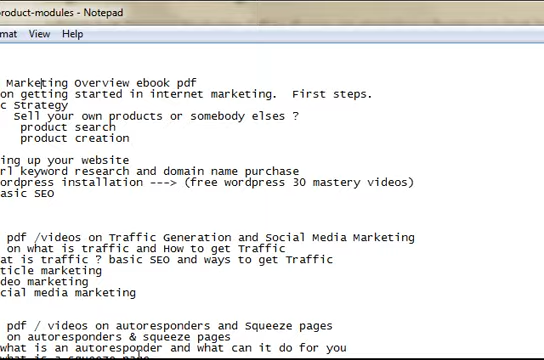 product-modules - Notepad
mat View Help
Marketing Overview ebook pdf
on getting started in internet marketing. First steps.
c Strategy
Sell your own products or somebody elses ?
product search
product creation
ing up your website
rl keyword research and domain name purchase
ordpress installation ---> (free wordpress 30 mastery videos)
asic SEO
pdf /videos on Traffic Generation and Social Media Marketing
on what is traffic and How to get Traffic
at is traffic ? basic SEO and ways to get Traffic
ticle marketing
deo marketing
cial media marketing
pdf / videos on autoresponders and Squeeze pages
on autoresponders & squeeze pages
what is an autoresponder and what can it do for you
what is a squeeze page